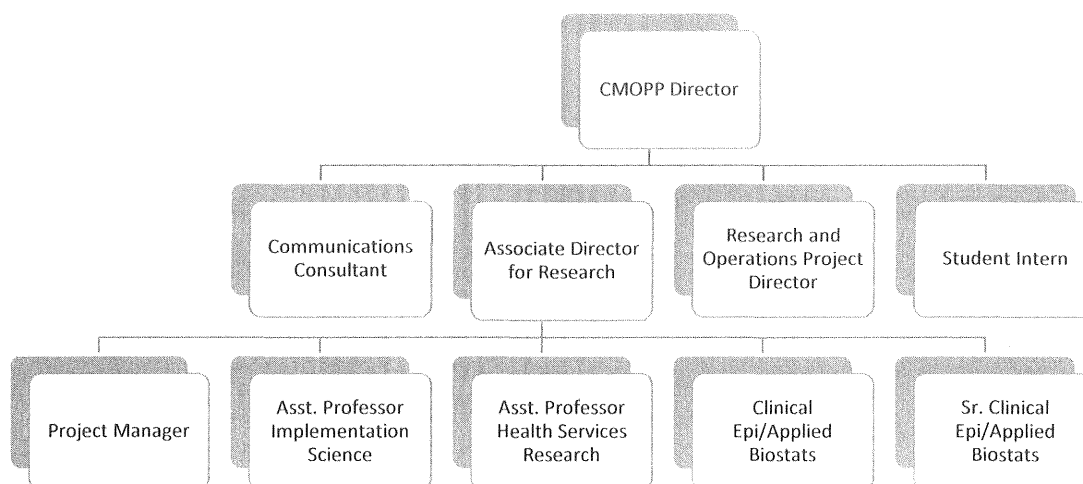 CMOPP Director
Communications
Consultant
Associate Director
for Research
Research and
Operations Project
Director
Student Intern
Project Manager
Asst. Professor
Implementation
Science
Asst. Professor
Health Services
Research
Clinical
Epi/Applied
Biostats
Sr. Clinical
Epi/Applied
Biostats